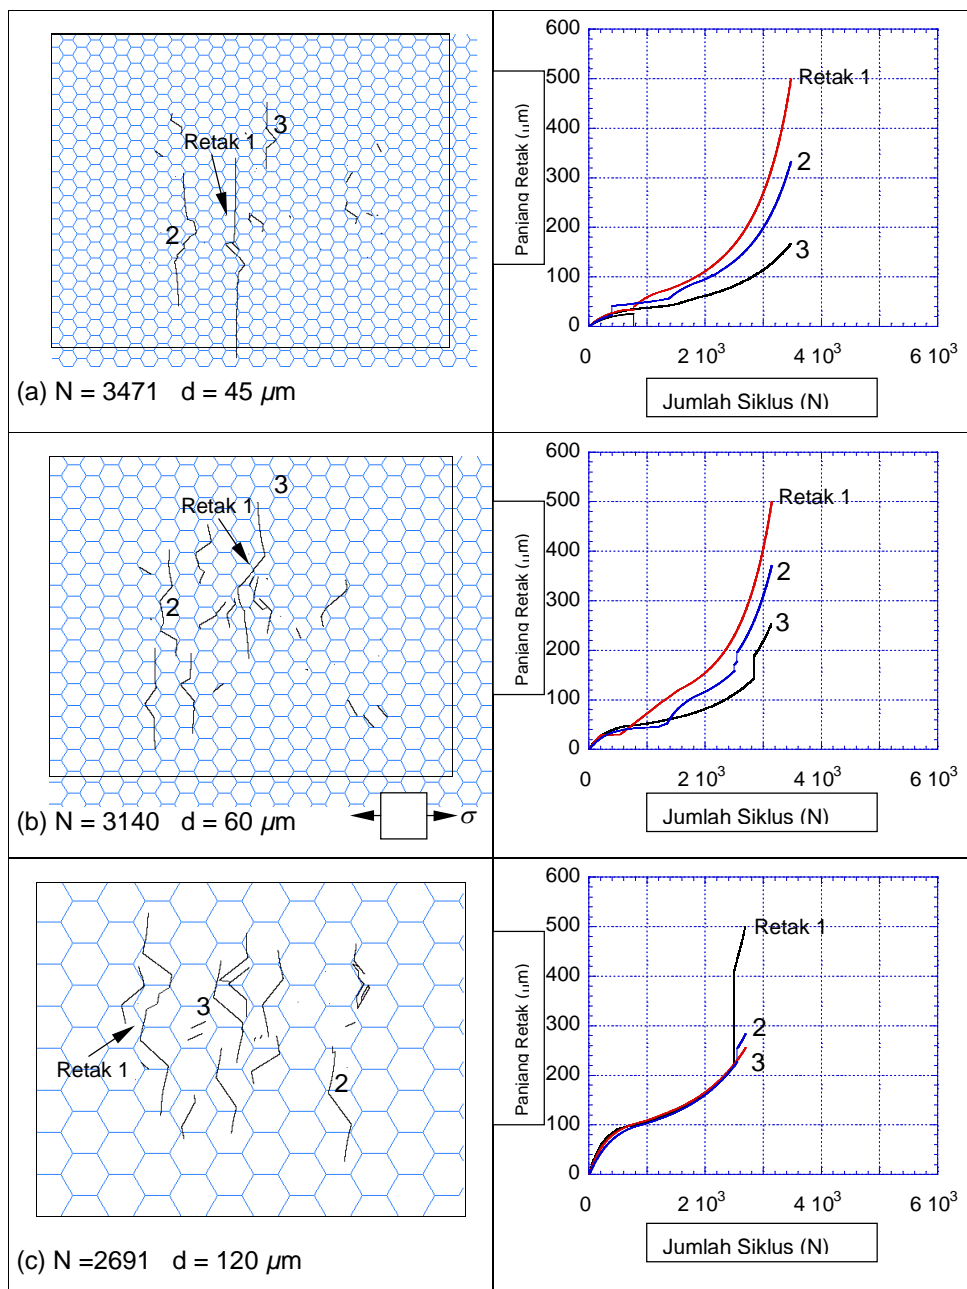 3
Retak 1
2
(a) N = 3471 d = 45 µm
600
500
400
300
200
100
0
Panjang Retak (µm)
Retak 1
2
3
0
2 10³
4 10³
6 10³
Jumlah Siklus (N)
3
Retak 1
2
(b) N = 3140 d = 60 µm
σ
600
500
400
300
200
100
0
Panjang Retak (µm)
Retak 1
2
3
0
2 10³
4 10³
6 10³
Jumlah Siklus (N)
3
Retak 1
2
(c) N =2691 d = 120 µm
600
500
400
300
200
100
0
Panjang Retak (µm)
Retak 1
2
3
0
2 10³
4 10³
6 10³
Jumlah Siklus (N)